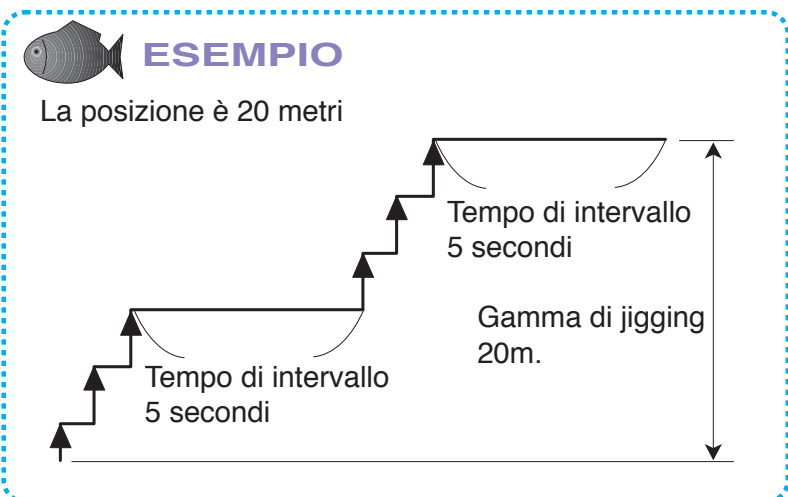 ESEMPIO
La posizione è 20 metri
Tempo di intervallo
5 secondi
Gamma di jigging
20m.
Tempo di intervallo
5 secondi